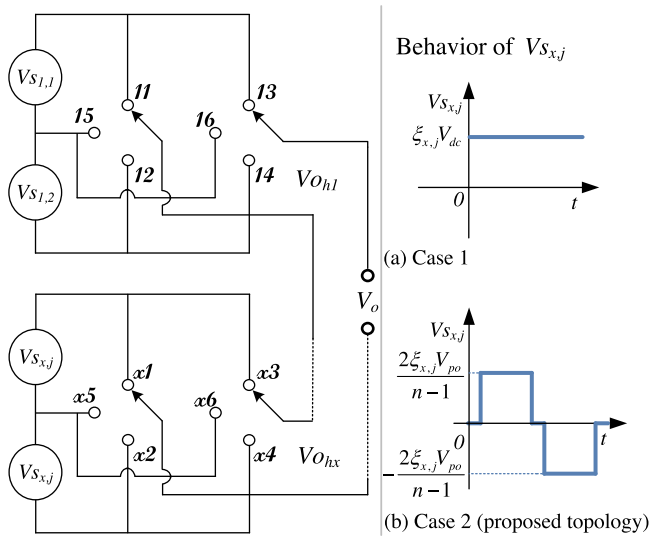 Vs1,1
Vs1,2
11
13
15
16
12
14
Voh1
Vsx,j
Vsx,j
x1
x3
x5
x6
x2
x4
Vohx
Vo
Behavior of Vsx,j
Vsx,j
ξx,jVdc
0
t
(a) Case 1
Vsx,j
2ξx,jVpo
n−1
0
t
−2ξx,jVpo
n−1
(b) Case 2 (proposed topology)